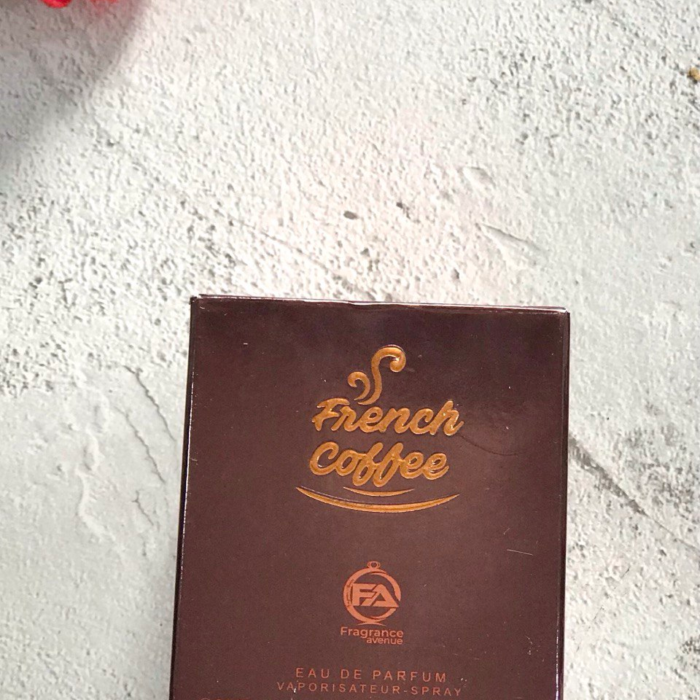 French
Coffee
FA
Fragrance
avenue
EAU DE PARFUM
VAPORISATEUR-SPRAY